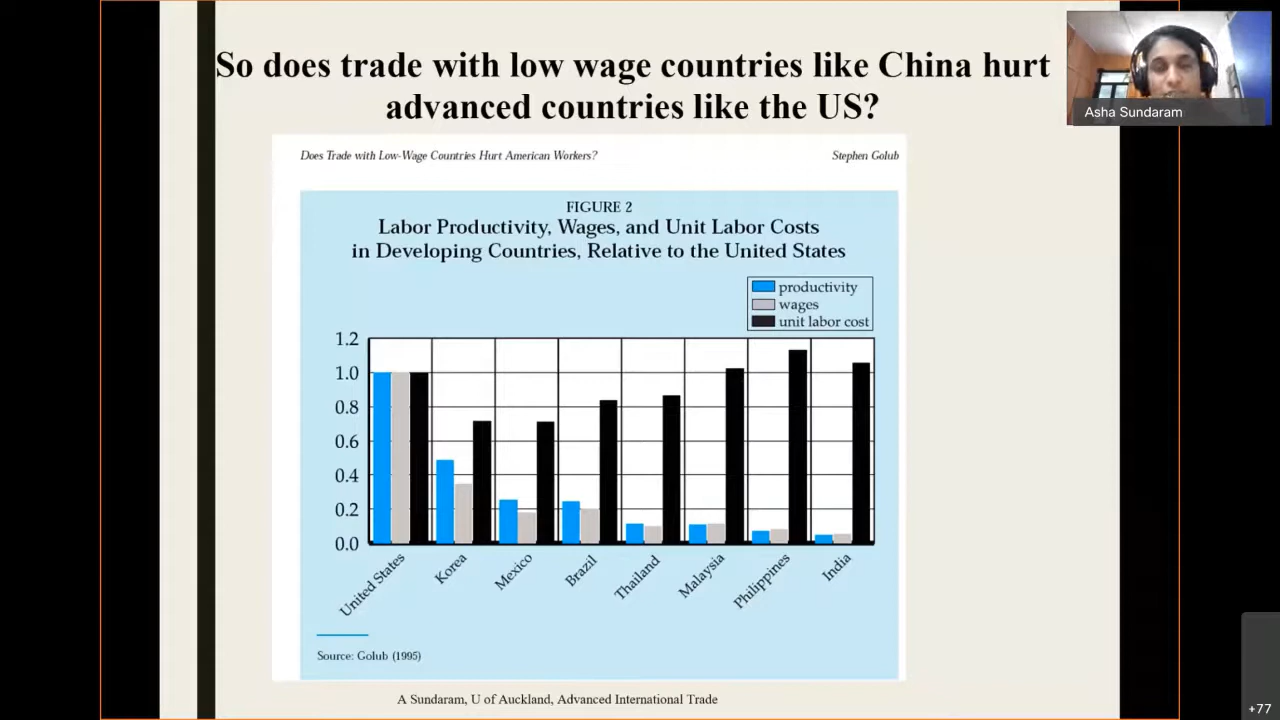 So does trade with low wage countries like China hurt
advanced countries like the US?
Asha Sundaram
Does Trade with Low-Wage Countries Hurt American Workers?
Stephen Golub
FIGURE 2
Labor Productivity, Wages, and Unit Labor Costs
in Developing Countries, Relative to the United States
productivity
wages
unit labor cost
1.2
1.0
0.8
0.6
0.4
0.2
0.0
United States
Korea
Mexico
Brazil
Thailand
Malaysia
Philippines
India
Source: Golub (1995)
A Sundaram, U of Auckland, Advanced International Trade
+77